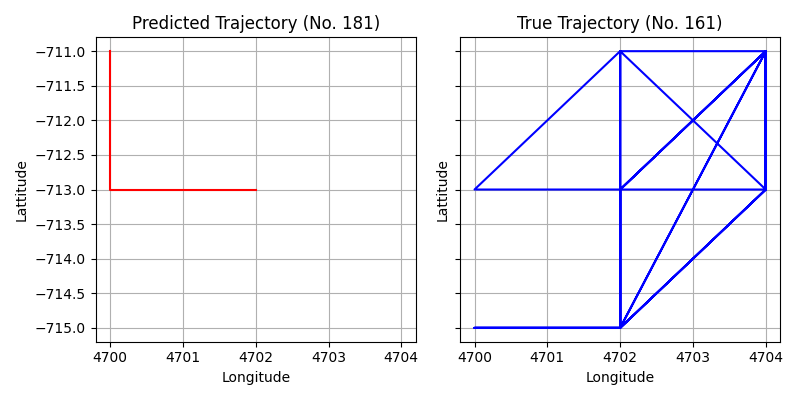 Predicted Trajectory (No. 181)
True Trajectory (No. 161)
−711.0
−711.5
−712.0
−712.5
−713.0
−713.5
−714.0
−714.5
−715.0
Lattitude
Lattitude
4700 4701 4702 4703 4704
4700 4701 4702 4703 4704
Longitude
Longitude